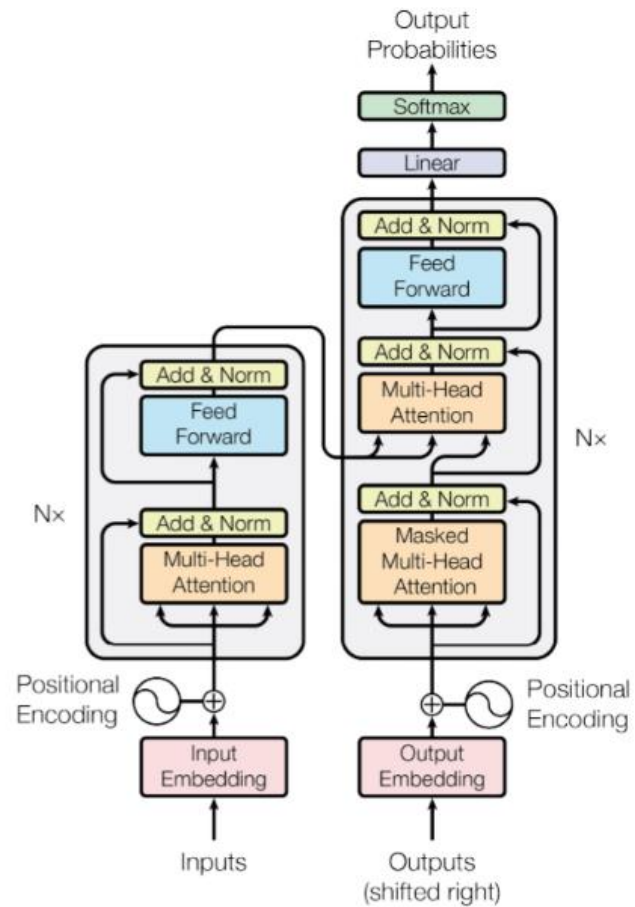 Output
Probabilities
Softmax
Linear
Add & Norm
Feed
Forward
Add & Norm
Multi-Head
Attention
Add & Norm
Masked
Multi-Head
Attention
N×
Add & Norm
Feed
Forward
Add & Norm
Multi-Head
Attention
N×
Positional
Encoding
Input
Embedding
Inputs
Positional
Encoding
Output
Embedding
Outputs
(shifted right)